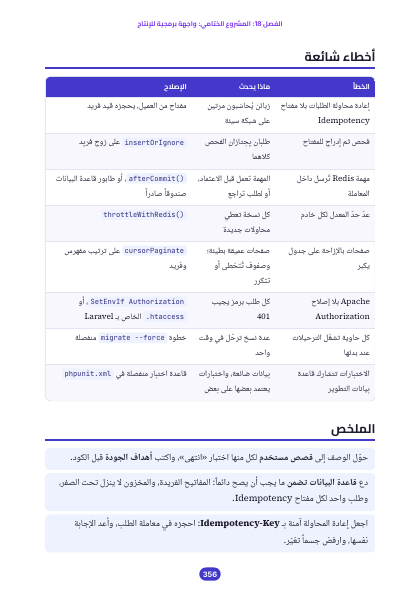 الفصل 18: المشروع الختامي: واجهة برمجية للإنتاج
أخطاء شائعة
الخطأ ماذا يحدث الإصلاح
إعادة محاولة الطلبات بلا مفتاح زبائن يُحاسَبون مرتين مفتاح من العميل، يحجزه قيد فريد
Idempotency على شبكة سيئة
فحص ثم إدراج للمفتاح طلبان يجتازان الفحص insertOrIgnore على زوج فريد
كلاهما
مهمة Redis تُرسل داخل المهمة تعمل قبل الاعتماد، afterCommit()، أو طابور قاعدة البيانات
المعاملة أو لطلب تراجع صندوقاً صادراً
عدّ حدّ المعدل لكل خادم كل نسخة تعطي throttleWithRedis()
محاولات جديدة
صفحات بالإزاحة على جدول صفحات عميقة بطيئة؛ cursorPaginate على ترتيب مفهرس
يكبر وصفوف تُتخطى أو وفريد
تتكرر
Apache بلا إصلاح كل طلب برمز يجيب SetEnvIf Authorization، أو
Authorization 401 .htaccess الخاص بـ Laravel
كل حاوية تشغّل الترحيلات عدة نسخ ترحّل في وقت خطوة migrate --force منفصلة
عند بدئها واحد
الاختبارات تتشارك قاعدة بيانات ضائعة، واختبارات قاعدة اختبار منفصلة في phpunit.xml
بيانات التطوير يعتمد بعضها على بعض
الملخص
حوّل الوصف إلى قصص مستخدم لكل منها اختبار «انتهى»، واكتب أهداف الجودة قبل الكود.
دع قاعدة البيانات تضمن ما يجب أن يصح دائماً: المفاتيح الفريدة، والمخزون لا ينزل تحت الصفر،
وطلب واحد لكل مفتاح Idempotency.
اجعل إعادة المحاولة آمنة بـ Idempotency-Key: احجزه في معاملة الطلب، وأعد الإجابة
نفسها، وارفض جسماً تغيّر.
356